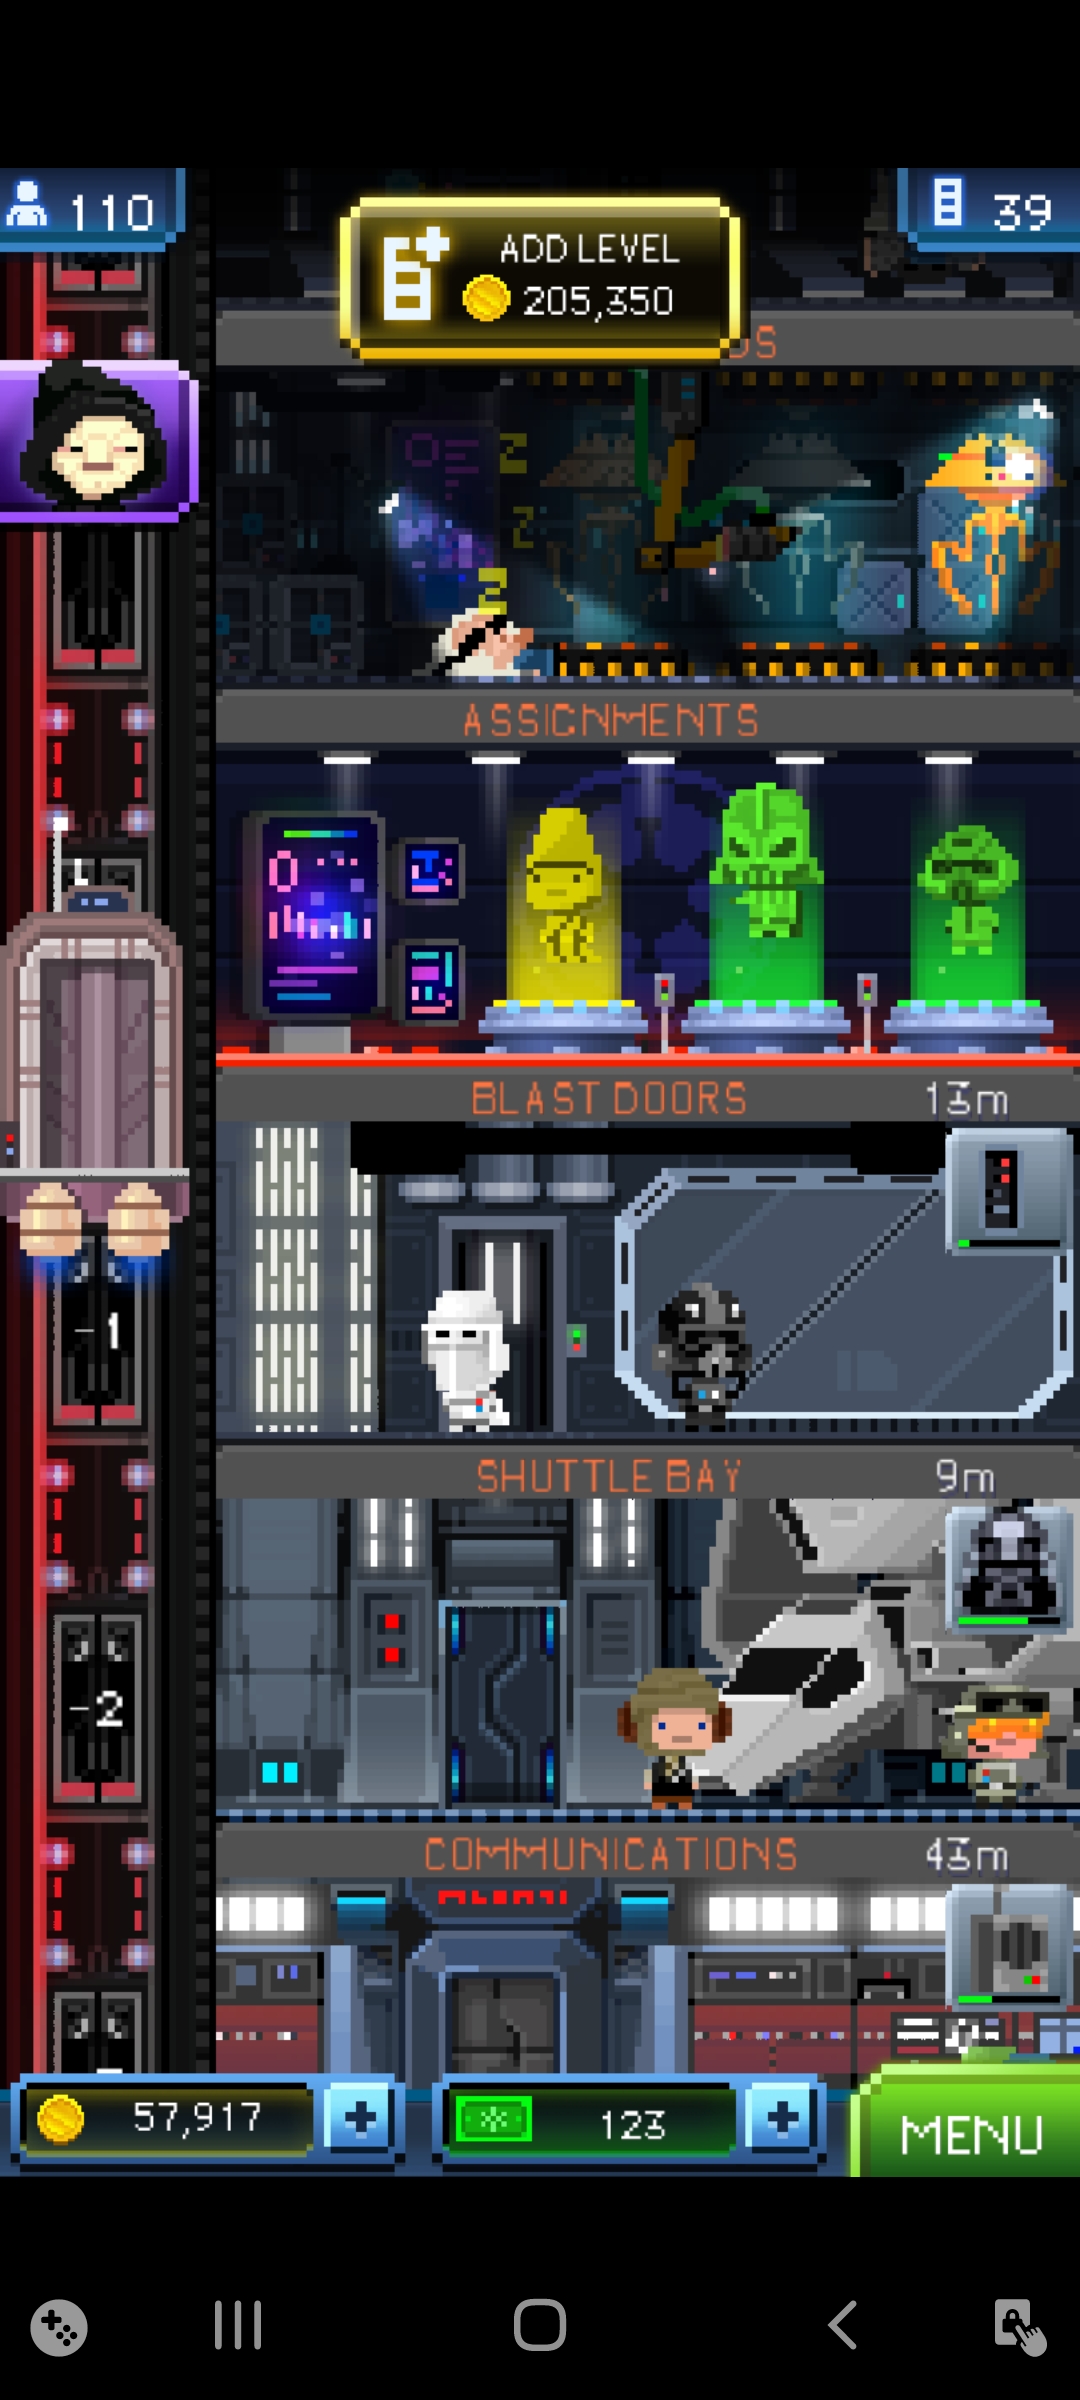 110
ADD LEVEL
205,350
39
DS
Z
Z
Z
ASSIGNMENTS
L
BLAST DOORS 13m
-1
SHUTTLE BAY 9m
-2
COMMUNICATIONS 43m
57,917
123
MENU